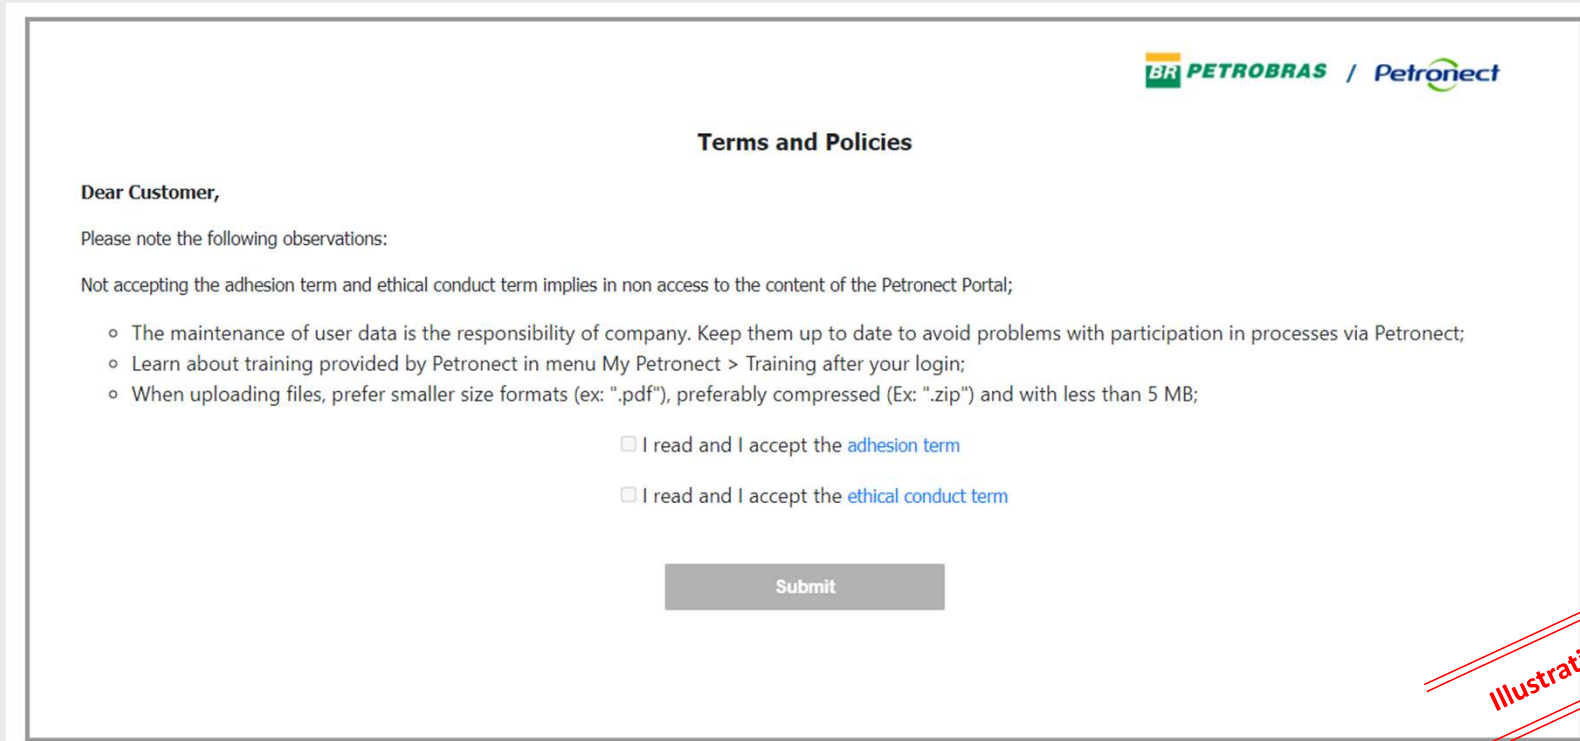 BR PETROBRAS / Petronect
Terms and Policies
Dear Customer,
Please note the following observations:
Not accepting the adhesion term and ethical conduct term implies in non access to the content of the Petronect Portal;
The maintenance of user data is the responsibility of company. Keep them up to date to avoid problems with participation in processes via Petronect;
Learn about training provided by Petronect in menu My Petronect > Training after your login;
When uploading files, prefer smaller size formats (ex: ".pdf"), preferably compressed (Ex: ".zip") and with less than 5 MB;
I read and I accept the adhesion term
I read and I accept the ethical conduct term
Submit